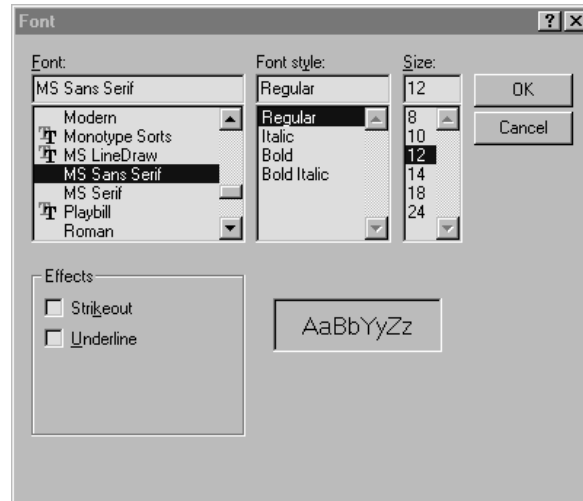 Font
Font:
MS Sans Serif
Modern
Monotype Sorts
MS LineDraw
MS Sans Serif
MS Serif
Playbill
Roman
Font style:
Regular
Regular
Italic
Bold
Bold Italic
Size:
12
8
10
12
14
18
24
OK
Cancel
Effects
Strikeout
Underline
AaBbYyZz